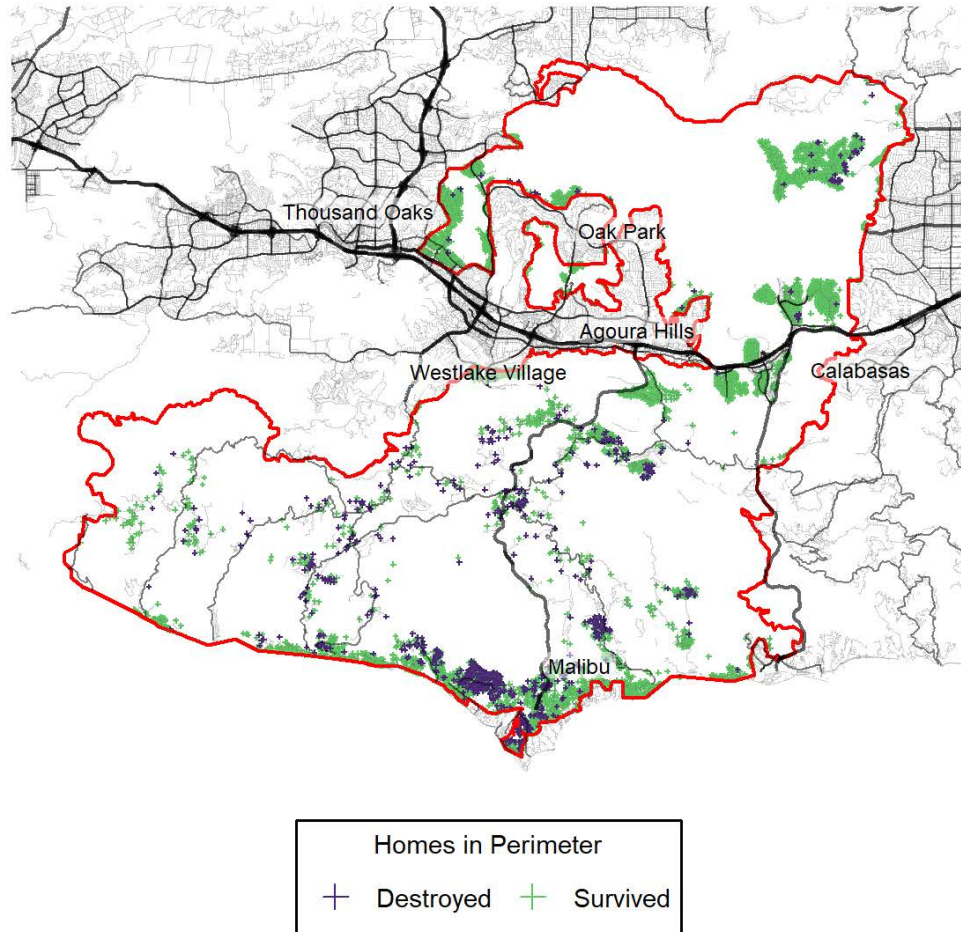 Thousand Oaks
Oak Park
Agoura Hills
Westlake Village
Calabasas
Malibu
Homes in Perimeter
Destroyed
Survived